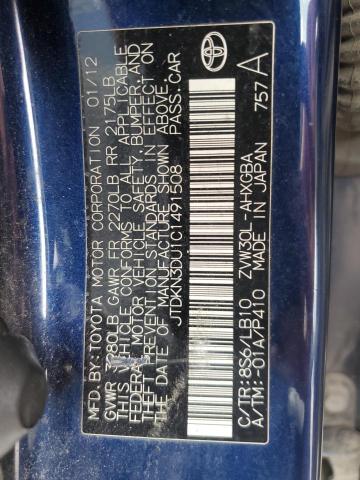 MFD. BY: TOYOTA MOTOR CORPORATION 01/12
GVWR 3980LB GAWR FR 2270LB RR 2175LB
THIS VEHICLE CONFORMS TO ALL APPLICABLE
FEDERAL MOTOR VEHICLE SAFETY, BUMPER, AND
THEFT PREVENTION STANDARDS IN EFFECT ON
THE DATE OF MANUFACTURE SHOWN ABOVE.
JTDKN3DU1C1491508 PASS. CAR
TOYOTA
C/TR: 8S6/LB10 ZVW30L-AHXGBA
A/TM: -01A/P410 MADE IN JAPAN 757 A